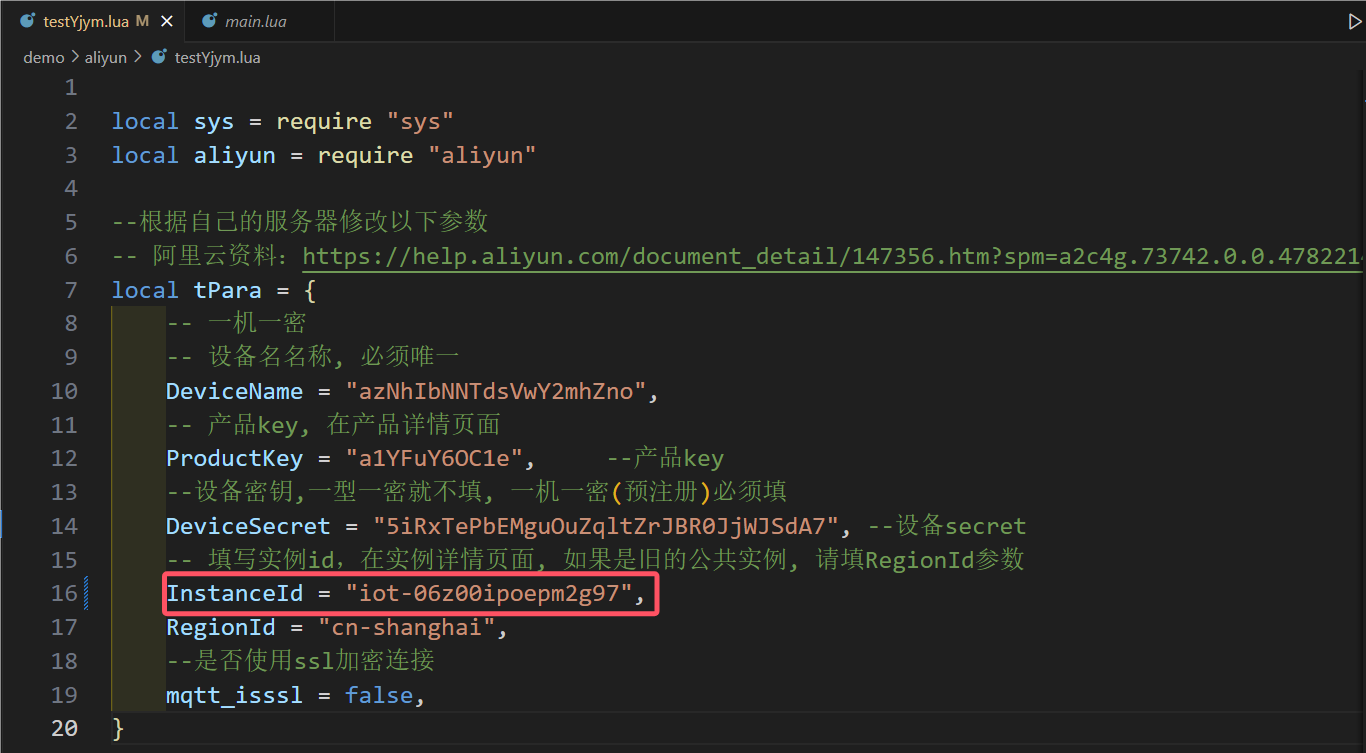 testYjym.lua M
main.lua
demo > aliyun > testYjym.lua
1
2 local sys = require "sys"
3 local aliyun = require "aliyun"
4
5 --根据自己的服务器修改以下参数
6 -- 阿里云资料：https://help.aliyun.com/document_detail/147356.htm?spm=a2c4g.73742.0.0.478221
7 local tPara = {
8 -- 一机一密
9 -- 设备名名称, 必须唯一
10 DeviceName = "azNhIbNNTdsVwY2mhZno",
11 -- 产品key, 在产品详情页面
12 ProductKey = "a1YFuY6OC1e", --产品key
13 --设备密钥,一型一密就不填, 一机一密(预注册)必须填
14 DeviceSecret = "5iRxTePbEMguOuZqltZrJBR0JjWJSdA7", --设备secret
15 -- 填写实例id，在实例详情页面, 如果是旧的公共实例, 请填RegionId参数
16 InstanceId = "iot-06z00ipoepm2g97",
17 RegionId = "cn-shanghai",
18 --是否使用ssl加密连接
19 mqtt_isssl = false,
20 }